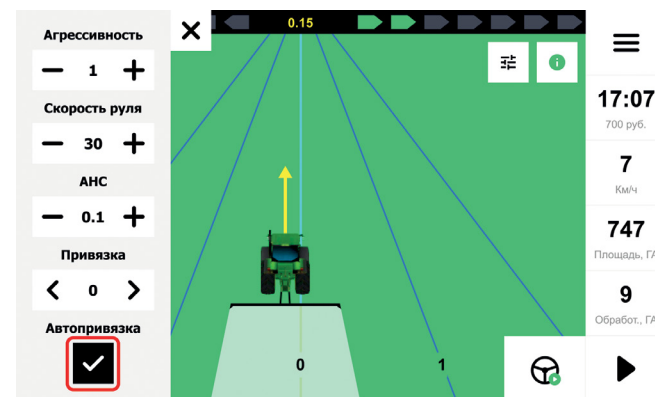 Агрессивность
1
Скорость руля
30
АНС
0.1
Привязка
0
Автопривязка
0.15
0
1
17:07
700 руб.
7
Км/ч
747
Площадь, ГА
9
Обработ., ГА